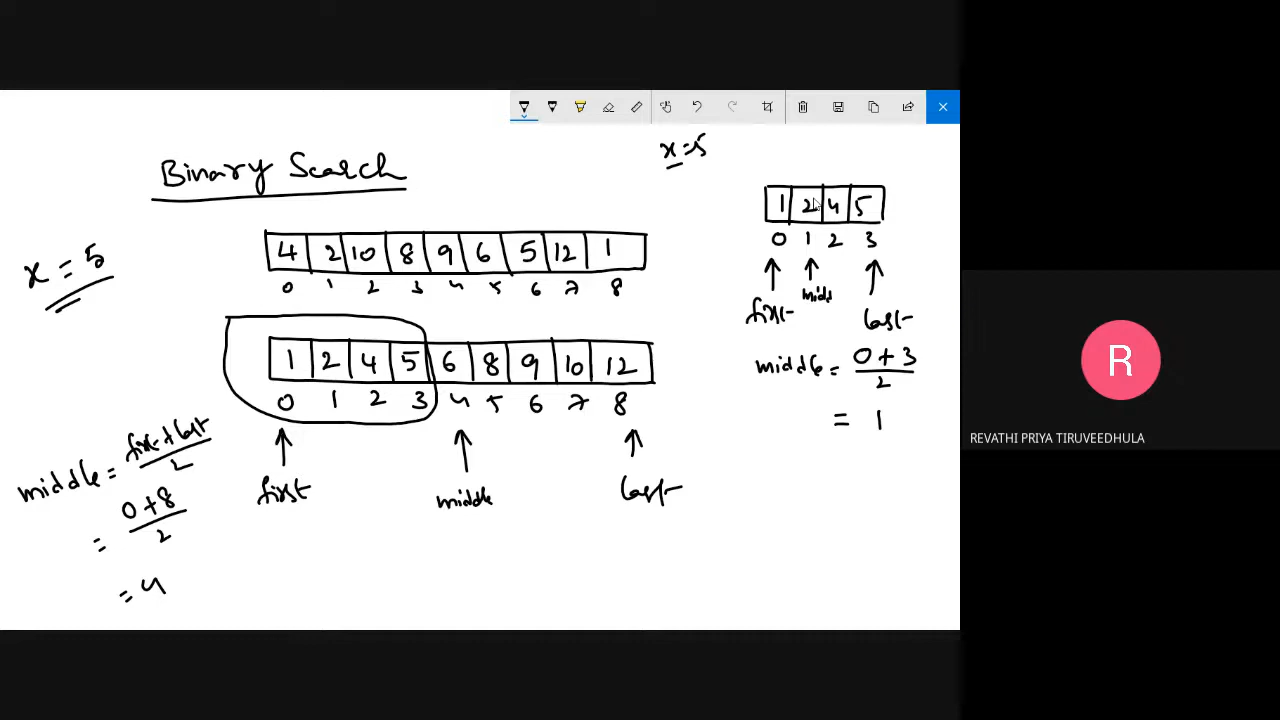 Binary Search
x = 5
4 2 10 8 9 6 5 12 1
0 1 2 3 4 5 6 7 8
x = 5
1 2 4 5 6 8 9 10 12
0 1 2 3 4 5 6 7 8
first middle last
middle = first + last / 2
= 0 + 8 / 2
= 4
1 2 4 5
0 1 2 3
first midd last
middle = 0 + 3 / 2
= 1
R
REVATHI PRIYA TIRUVEEDHULA